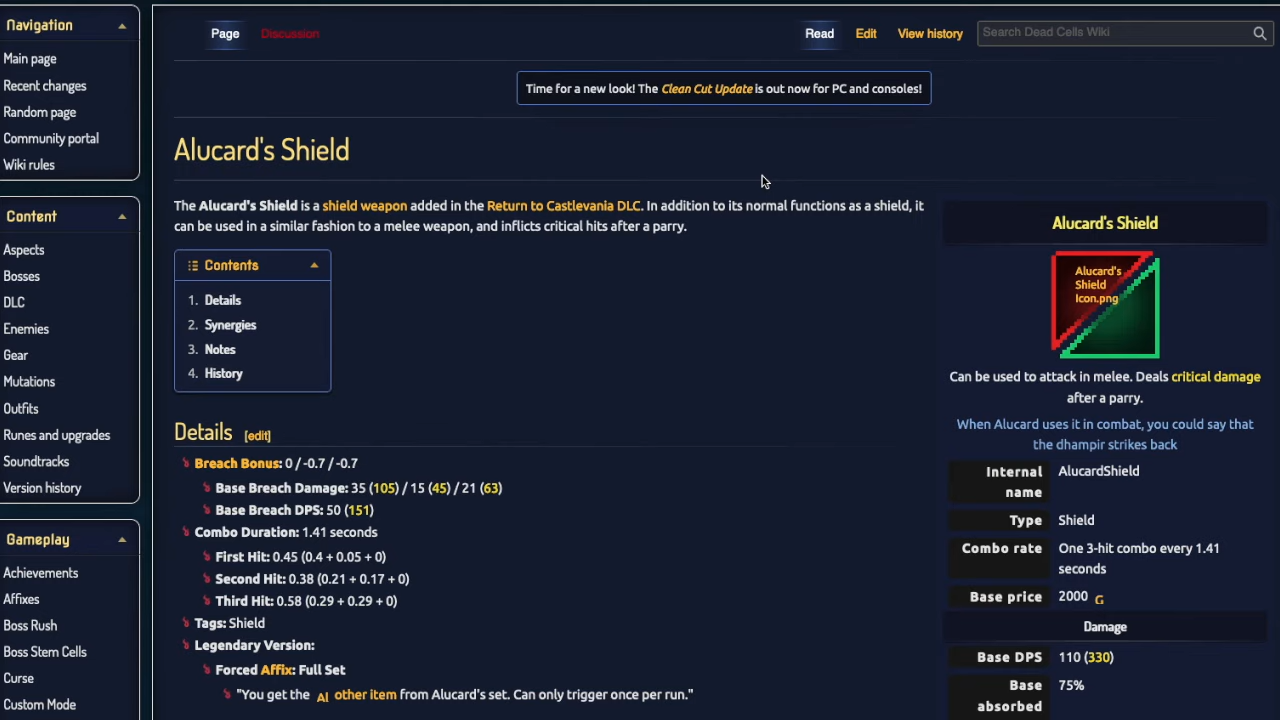 Navigation
Main page
Recent changes
Random page
Community portal
Wiki rules
Content
Aspects
Bosses
DLC
Enemies
Gear
Mutations
Outfits
Runes and upgrades
Soundtracks
Version history
Gameplay
Achievements
Affixes
Boss Rush
Boss Stem Cells
Curse
Custom Mode
Page
Discussion
Read
Edit
View history
Search Dead Cells Wiki
Time for a new look! The Clean Cut Update is out now for PC and consoles!
Alucard's Shield
The Alucard's Shield is a shield weapon added in the Return to Castlevania DLC. In addition to its normal functions as a shield, it
can be used in a similar fashion to a melee weapon, and inflicts critical hits after a parry.
Contents
1. Details
2. Synergies
3. Notes
4. History
Details [edit]
Breach Bonus: 0 / -0.7 / -0.7
Base Breach Damage: 35 (105) / 15 (45) / 21 (63)
Base Breach DPS: 50 (151)
Combo Duration: 1.41 seconds
First Hit: 0.45 (0.4 + 0.05 + 0)
Second Hit: 0.38 (0.21 + 0.17 + 0)
Third Hit: 0.58 (0.29 + 0.29 + 0)
Tags: Shield
Legendary Version:
Forced Affix: Full Set
"You get the Al other item from Alucard's set. Can only trigger once per run."
Alucard's Shield
Alucard's
Shield
Icon.png
Can be used to attack in melee. Deals critical damage
after a parry.
When Alucard uses it in combat, you could say that
the dhampir strikes back
Internal
name
AlucardShield
Type
Shield
Combo rate
One 3-hit combo every 1.41
seconds
Base price
2000 G
Damage
Base DPS
110 (330)
Base
absorbed
75%